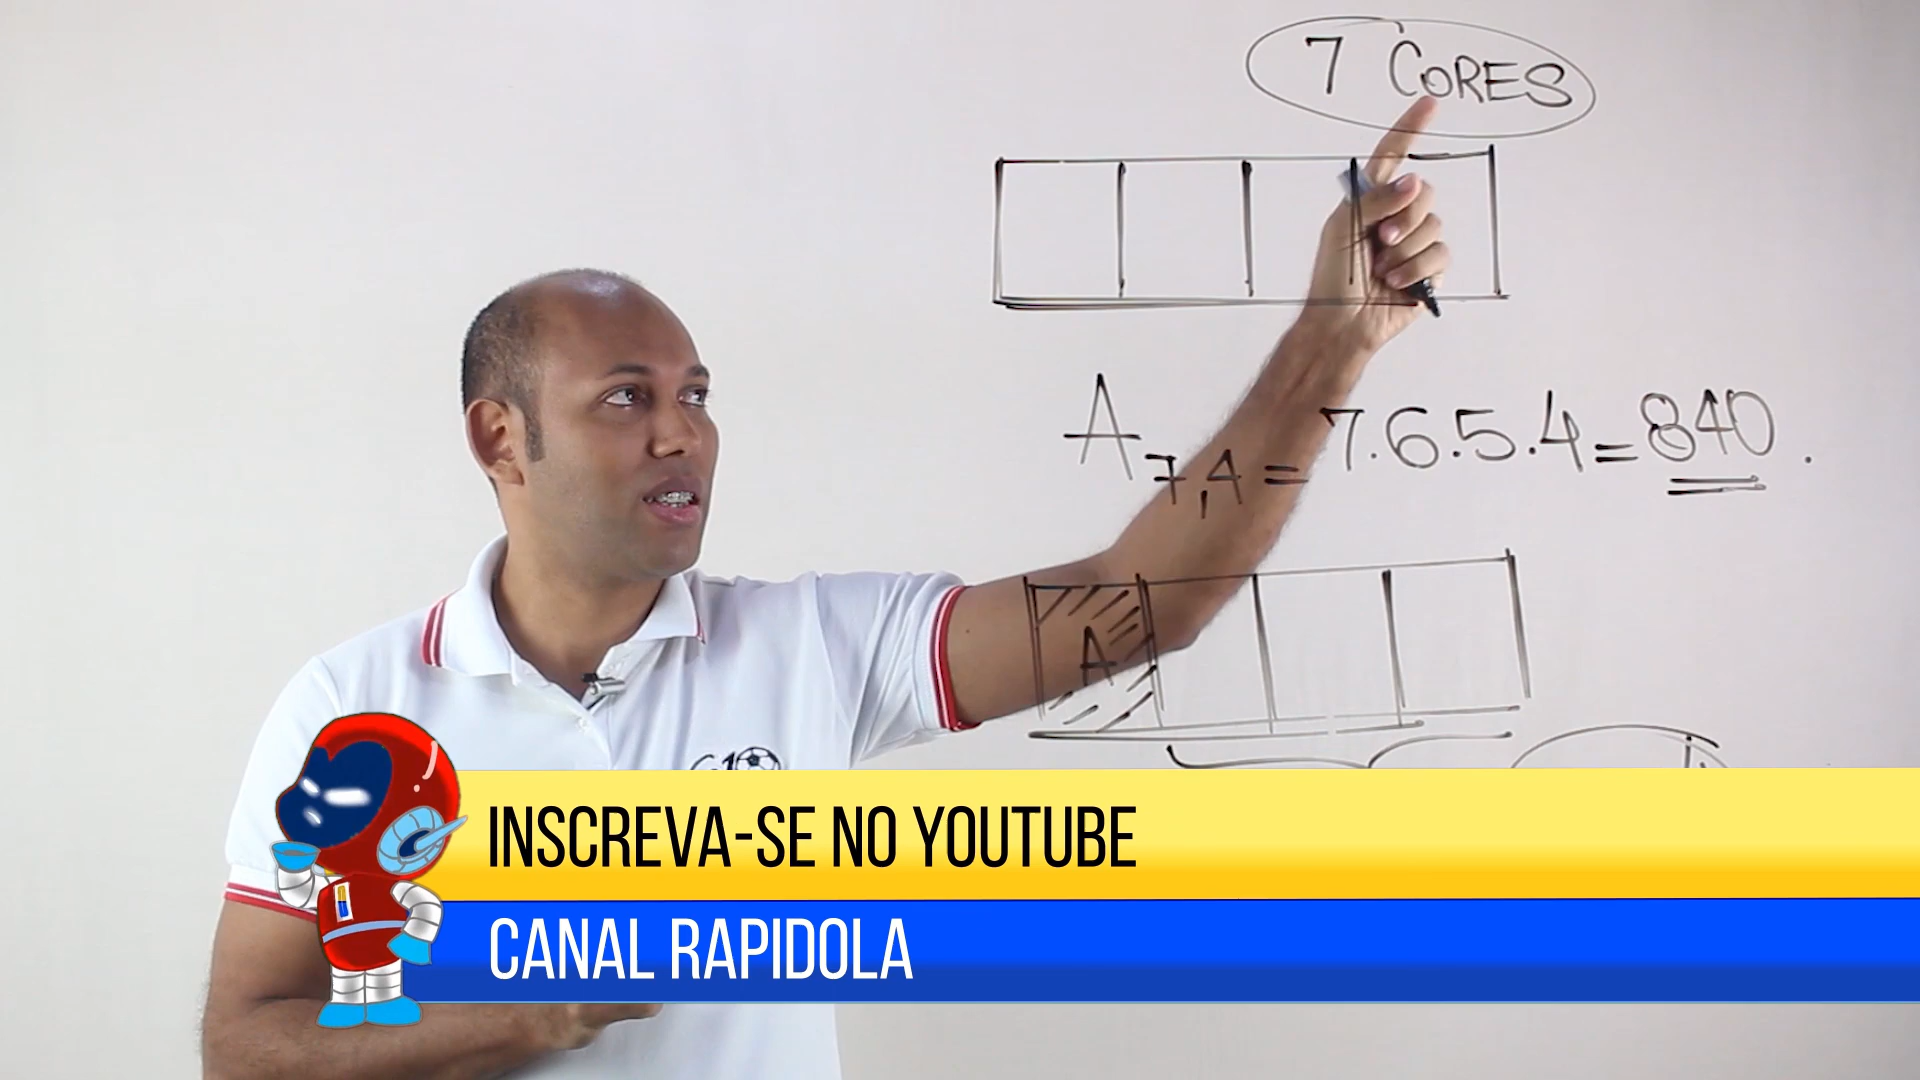 7 CORES
A7,4 = 7.6.5.4 = 840.
A
INSCREVA-SE NO YOUTUBE
CANAL RAPIDOLA